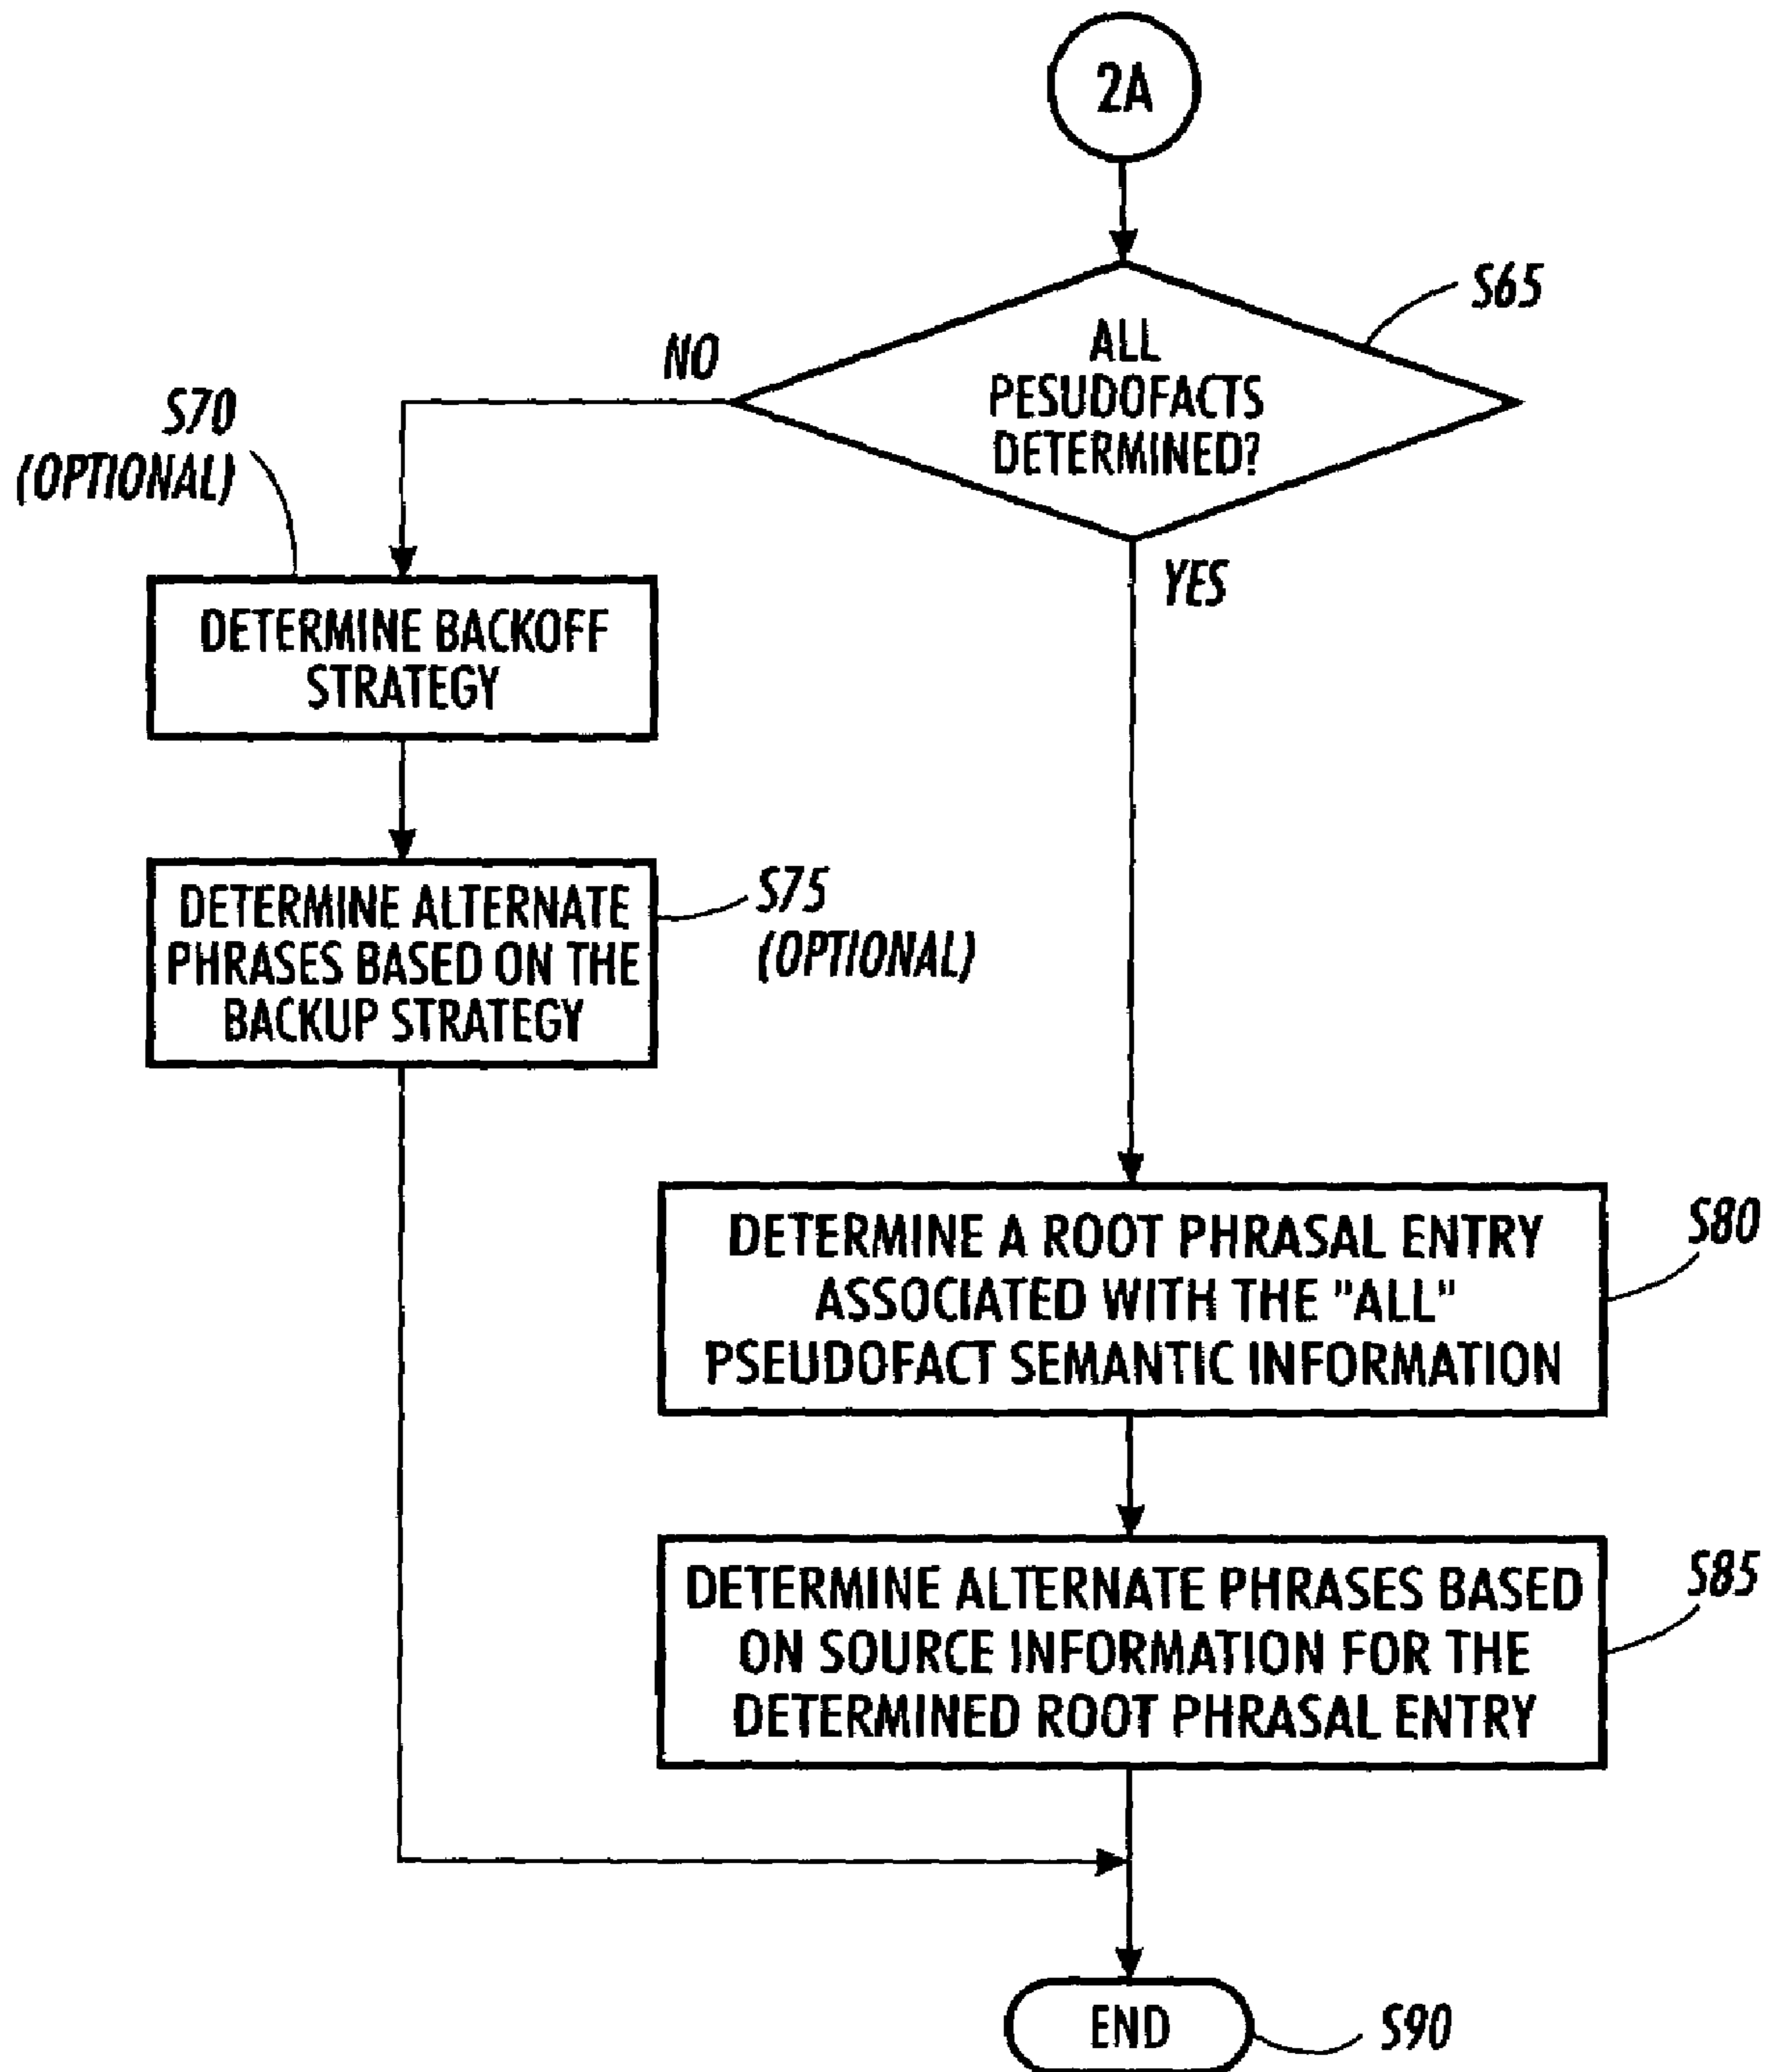 2A
S65
ALL
PESUDOFACTS
DETERMINED?
NO
YES
S70
(OPTIONAL)
DETERMINE BACKOFF
STRATEGY
DETERMINE ALTERNATE
PHRASES BASED ON THE
BACKUP STRATEGY
S75
(OPTIONAL)
DETERMINE A ROOT PHRASAL ENTRY
ASSOCIATED WITH THE "ALL"
PSEUDOFACT SEMANTIC INFORMATION
S80
DETERMINE ALTERNATE PHRASES BASED
ON SOURCE INFORMATION FOR THE
DETERMINED ROOT PHRASAL ENTRY
S85
END
S90